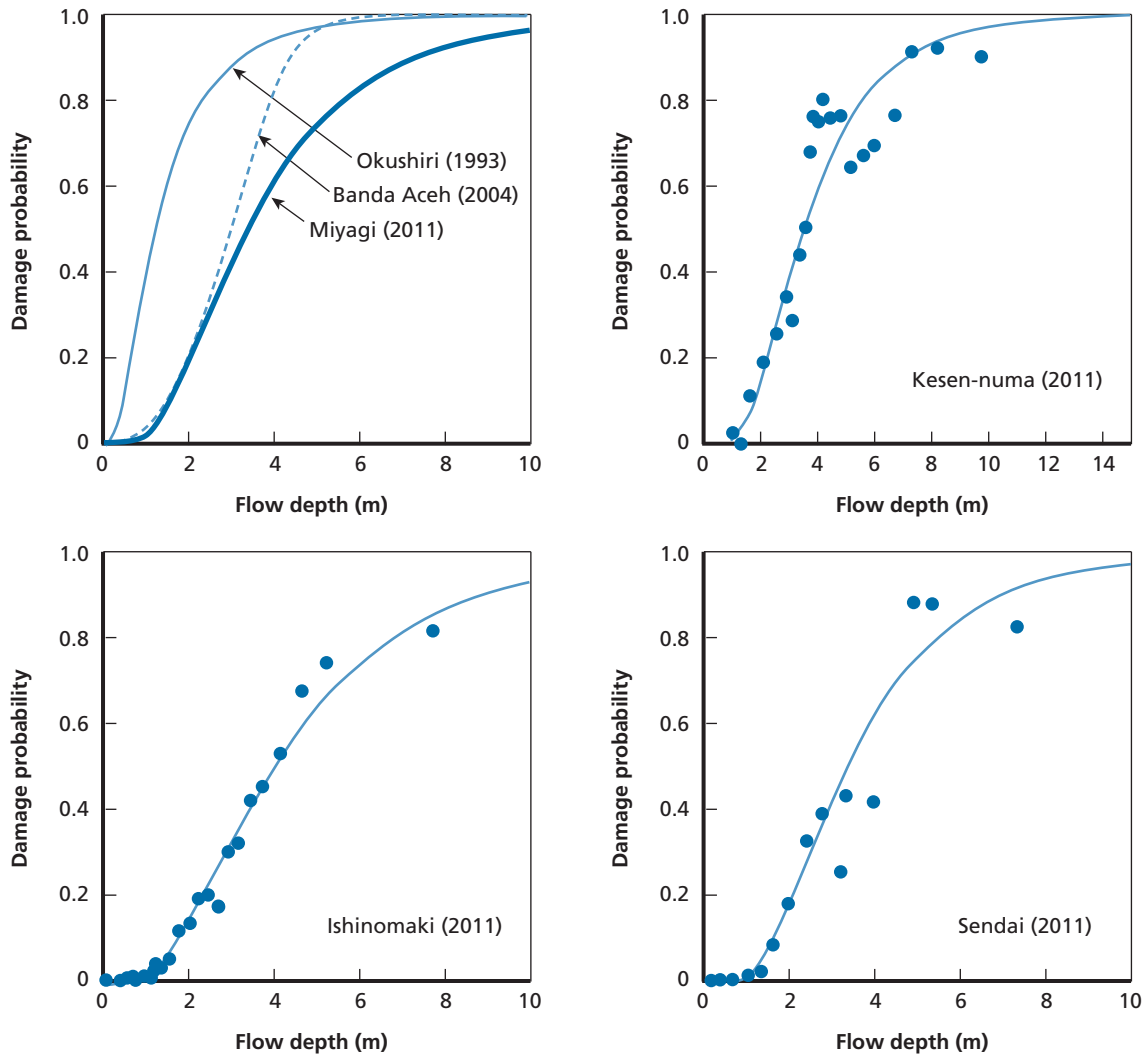 1.0
0.8
0.6
0.4
0.2
0
Damage probability
Okushiri (1993)
Banda Aceh (2004)
Miyagi (2011)
0 2 4 6 8 10
Flow depth (m)
1.0
0.8
0.6
0.4
0.2
0
Damage probability
Kesen-numa (2011)
0 2 4 6 8 10 12 14
Flow depth (m)
1.0
0.8
0.6
0.4
0.2
0
Damage probability
Ishinomaki (2011)
0 2 4 6 8 10
Flow depth (m)
1.0
0.8
0.6
0.4
0.2
0
Damage probability
Sendai (2011)
0 2 4 6 8 10
Flow depth (m)